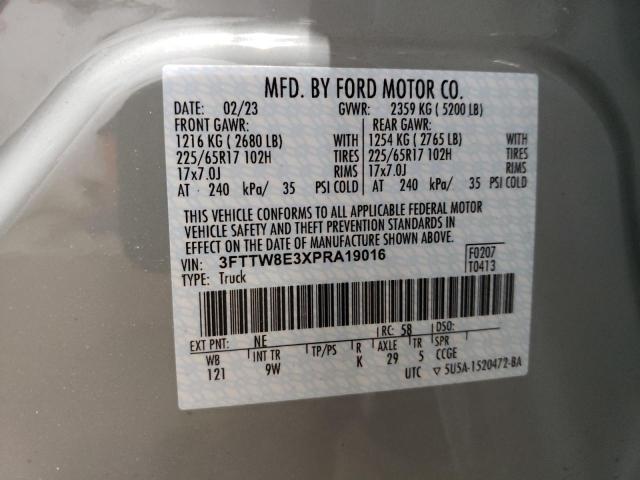 MFD. BY FORD MOTOR CO.
DATE: 02/23 GVWR: 2359 KG ( 5200 LB)
FRONT GAWR: REAR GAWR:
1216 KG ( 2680 LB) WITH 1254 KG ( 2765 LB) WITH
225/65R17 102H TIRES 225/65R17 102H TIRES
17x7.0J RIMS 17x7.0J RIMS
AT 240 kPa/ 35 PSI COLD AT 240 kPa/ 35 PSI COLD
THIS VEHICLE CONFORMS TO ALL APPLICABLE FEDERAL MOTOR
VEHICLE SAFETY AND THEFT PREVENTION STANDARDS IN
EFFECT ON THE DATE OF MANUFACTURE SHOWN ABOVE.
VIN: 3FTTW8E3XPRA19016 F0207
TYPE: Truck T0413
EXT PNT: NE RC: 58 DSO:
WB INT TR TP/PS R AXLE TR SPR
121 9W K 29 5 CCGE
UTC ▽ 5U5A-1520472-BA